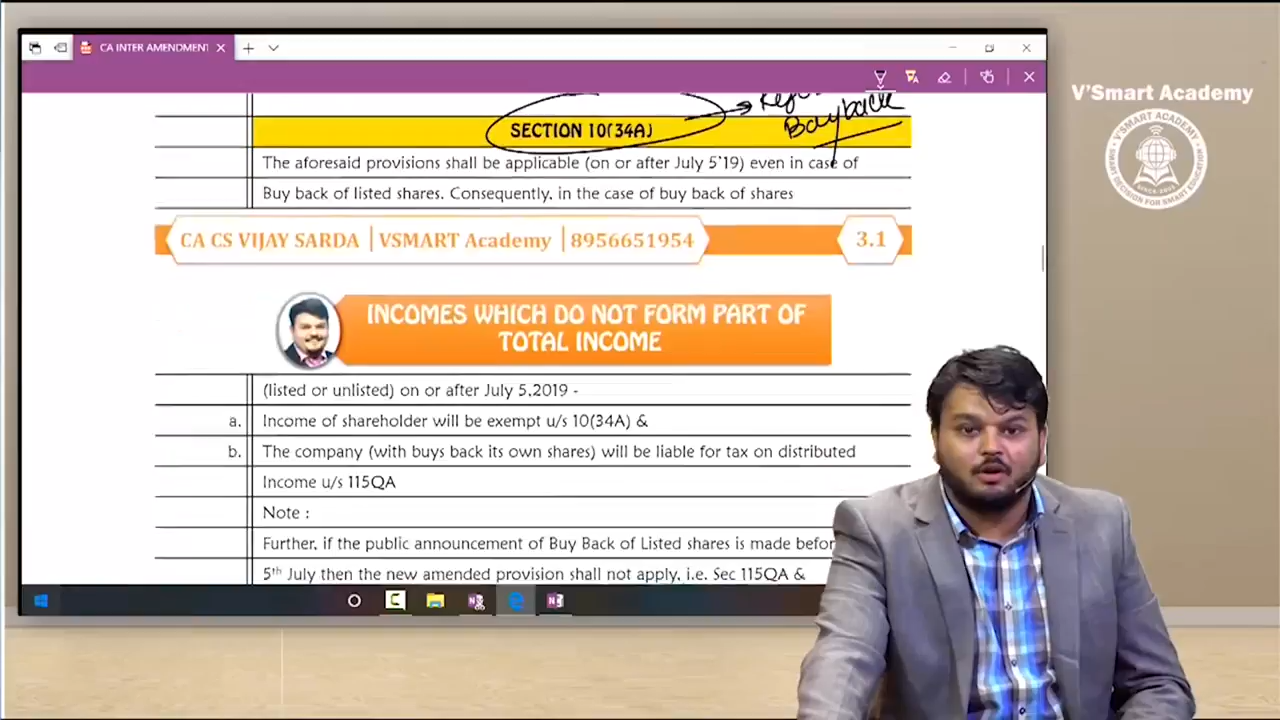 CA INTER AMENDMENT
V'Smart Academy
V'SMART ACADEMY
SINCE-2003
Buyback
SECTION 10(34A)
The aforesaid provisions shall be applicable (on or after July 5'19) even in case of
Buy back of listed shares. Consequently, in the case of buy back of shares
CA CS VIJAY SARDA | VSMART Academy | 8956651954
3.1
INCOMES WHICH DO NOT FORM PART OF
TOTAL INCOME
(listed or unlisted) on or after July 5,2019 -
a. Income of shareholder will be exempt u/s 10(34A) &
b. The company (with buys back its own shares) will be liable for tax on distributed
Income u/s 115QA
Note :
Further, if the public announcement of Buy Back of Listed shares is made befor
5th July then the new amended provision shall not apply, i.e. Sec 115QA &